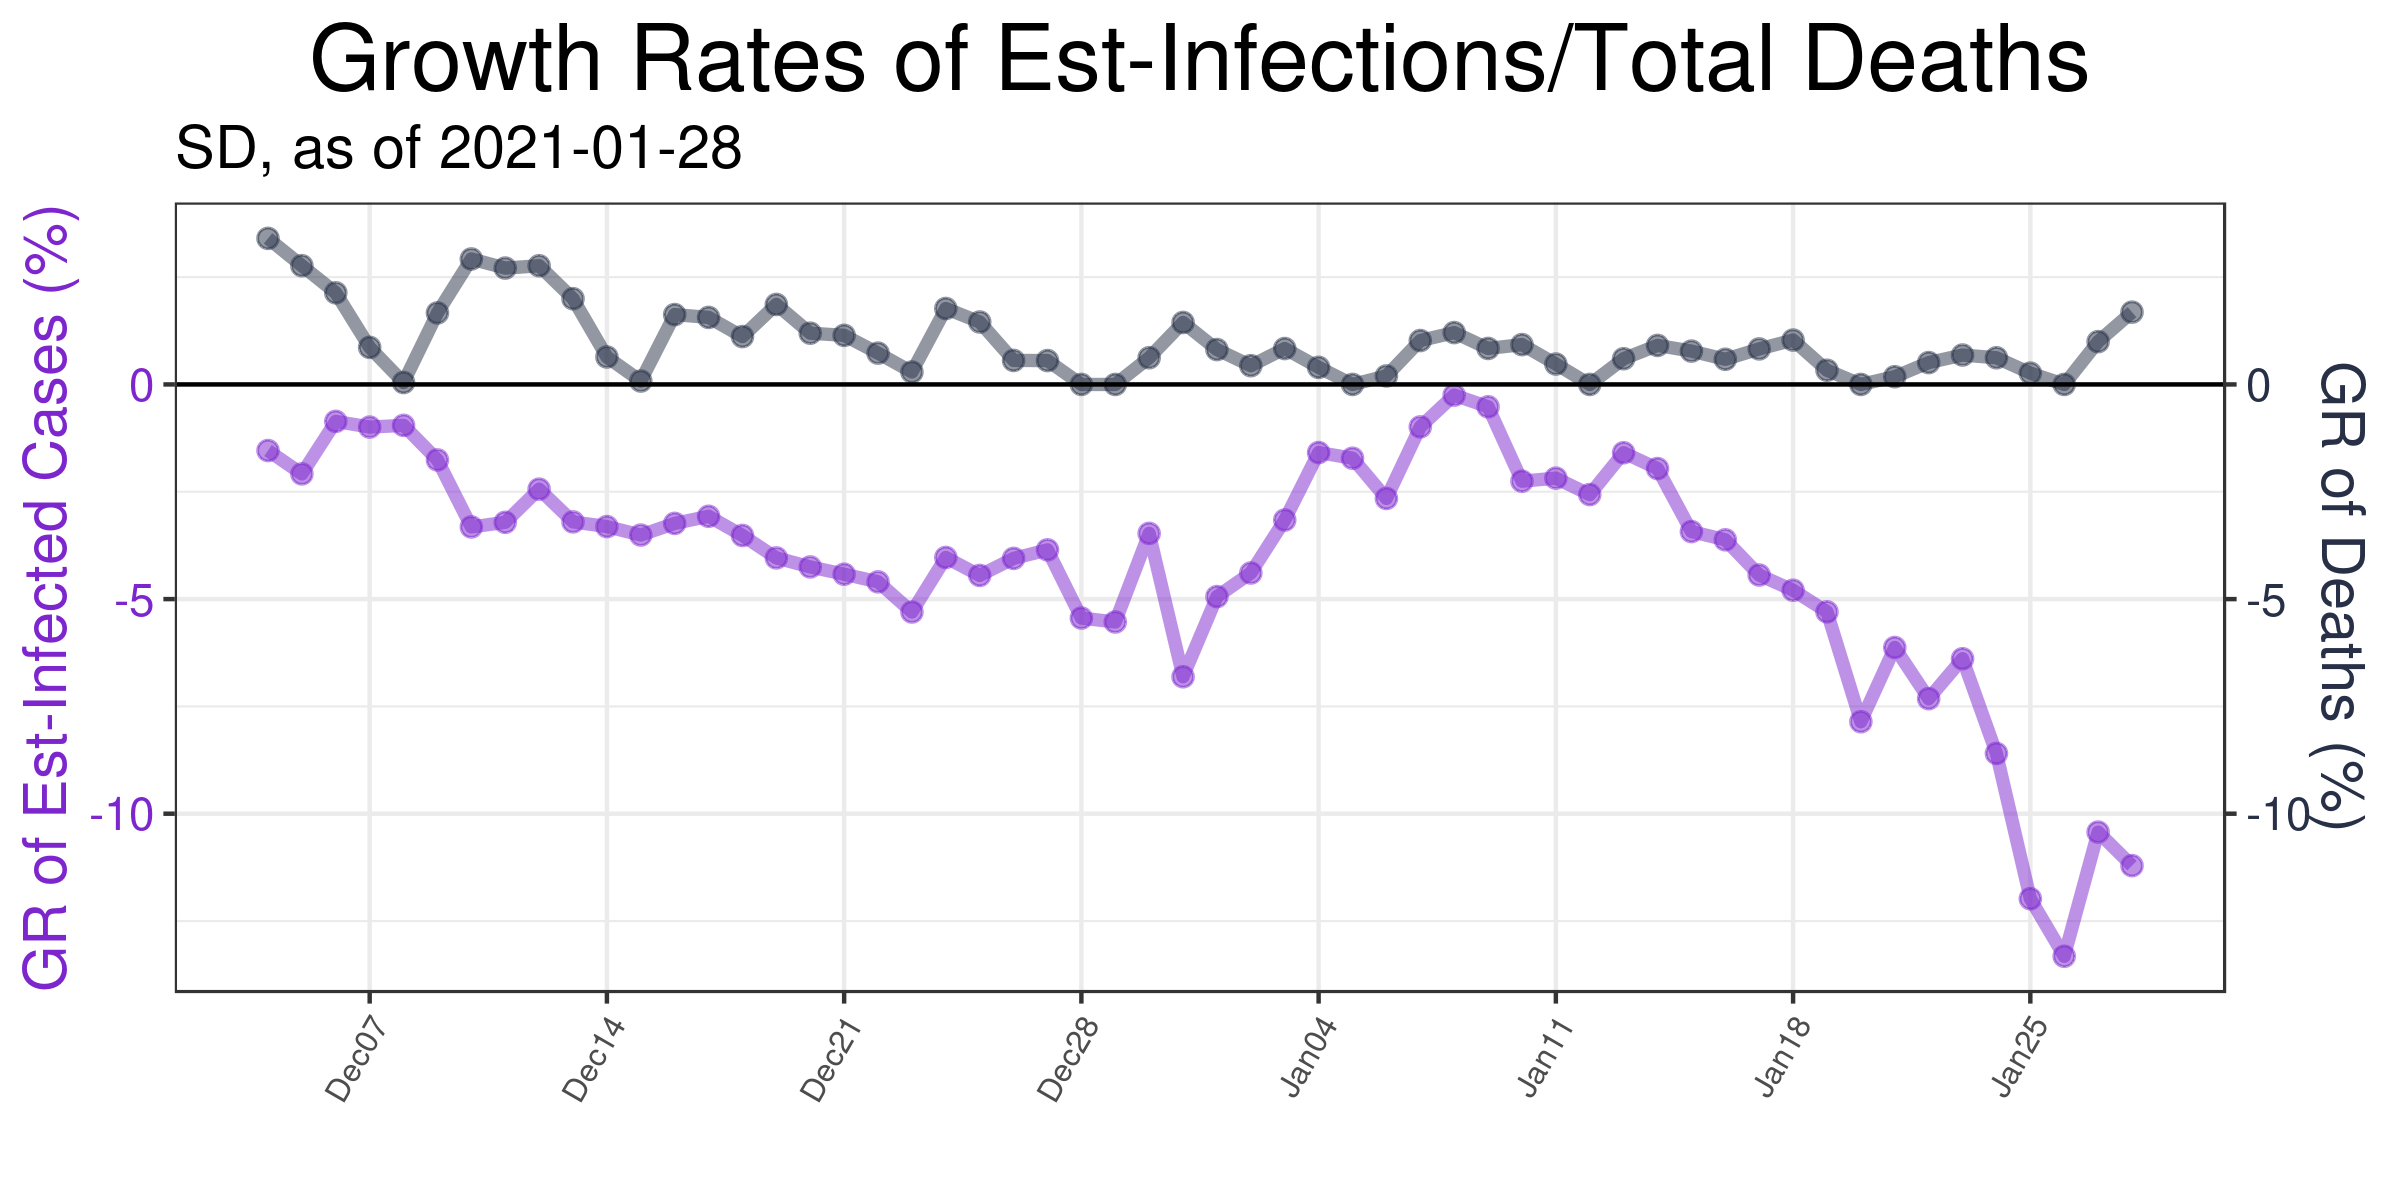 Growth Rates of Est-Infections/Total Deaths
SD, as of 2021-01-28
GR of Est-Infected Cases (%)
0
-5
-10
0
-5
-10
GR of Deaths (%)
Dec07
Dec14
Dec21
Dec28
Jan04
Jan11
Jan18
Jan25